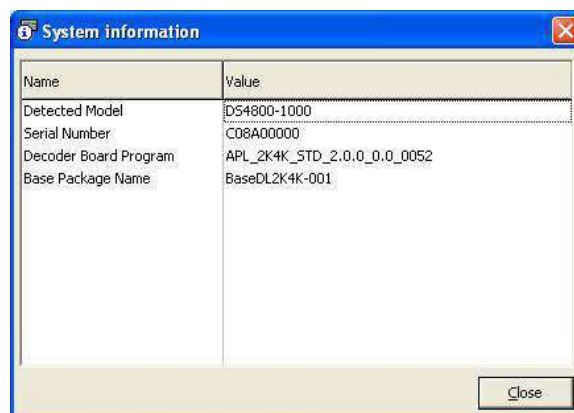 System information
Name Value
Detected Model DS4800-1000
Serial Number C08A00000
Decoder Board Program APL_2K4K_STD_2.0.0_0.0_0052
Base Package Name BaseDL2K4K-001
Close